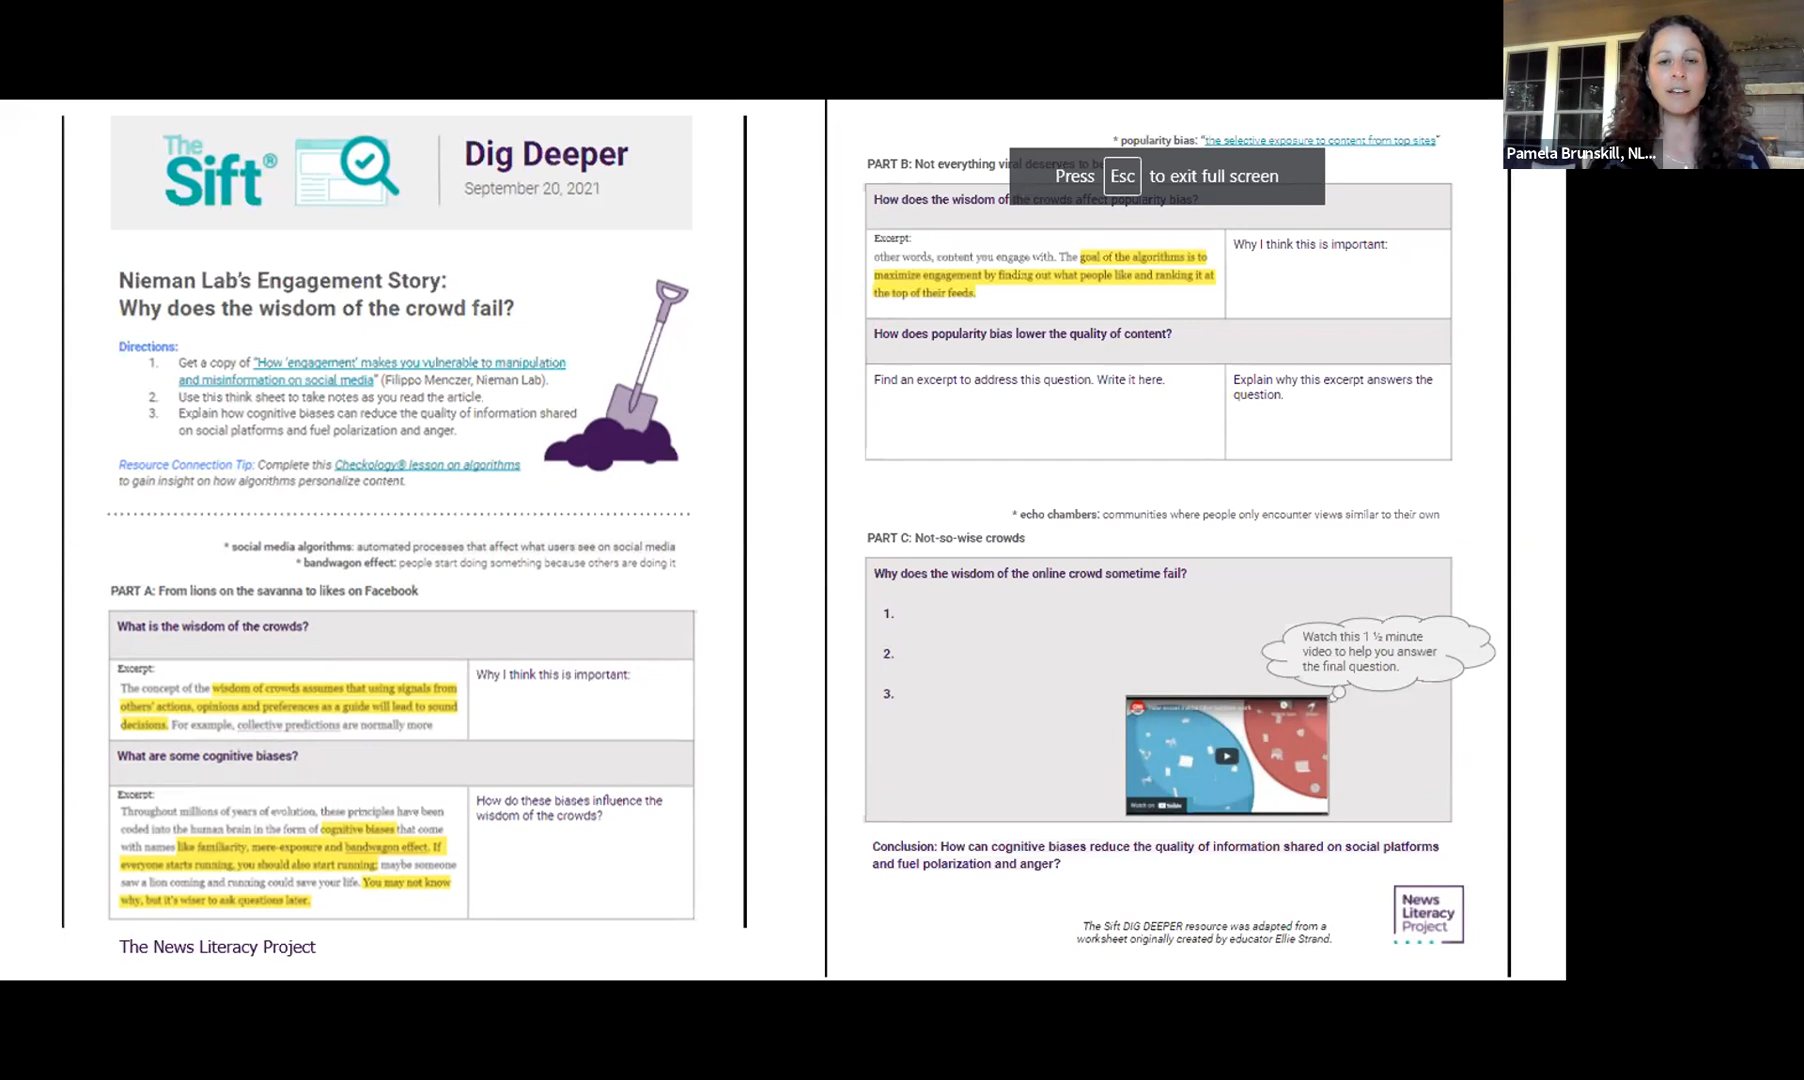 The
Sift®
Dig Deeper
September 20, 2021
Nieman Lab's Engagement Story:
Why does the wisdom of the crowd fail?
Directions:
1. Get a copy of "How 'engagement' makes you vulnerable to manipulation
and misinformation on social media" (Filippo Menczer, Nieman Lab).
2. Use this think sheet to take notes as you read the article.
3. Explain how cognitive biases can reduce the quality of information shared
on social platforms and fuel polarization and anger.
Resource Connection Tip: Complete this Checkology® lesson on algorithms
to gain insight on how algorithms personalize content.
* social media algorithms: automated processes that affect what users see on social media
* bandwagon effect: people start doing something because others are doing it
PART A: From lions on the savanna to likes on Facebook
What is the wisdom of the crowds?
Excerpt:
The concept of the wisdom of crowds assumes that using signals from
others' actions, opinions and preferences as a guide will lead to sound
decisions. For example, collective predictions are normally more
Why I think this is important:
What are some cognitive biases?
Excerpt:
Throughout millions of years of evolution, these principles have been
coded into the human brain in the form of cognitive biases that come
with names like familiarity, mere-exposure and bandwagon effect. If
everyone starts running, you should also start running; maybe someone
saw a lion coming and running could save your life. You may not know
why, but it's wiser to ask questions later.
How do these biases influence the
wisdom of the crowds?
The News Literacy Project
* popularity bias: "the selective exposure to content from top sites"
PART B: Not everything viral deserves to be
Press Esc to exit full screen
How does the wisdom of the crowds affect popularity bias?
Excerpt:
other words, content you engage with. The goal of the algorithms is to
maximize engagement by finding out what people like and ranking it at
the top of their feeds.
Why I think this is important:
How does popularity bias lower the quality of content?
Find an excerpt to address this question. Write it here.
Explain why this excerpt answers the
question.
* echo chambers: communities where people only encounter views similar to their own
PART C: Not-so-wise crowds
Why does the wisdom of the online crowd sometime fail?
1.
2.
3.
Watch this 1 ½ minute
video to help you answer
the final question.
Watch on YouTube
Conclusion: How can cognitive biases reduce the quality of information shared on social platforms
and fuel polarization and anger?
The Sift DIG DEEPER resource was adapted from a
worksheet originally created by educator Ellie Strand.
News
Literacy
Project
Pamela Brunskill, NL...